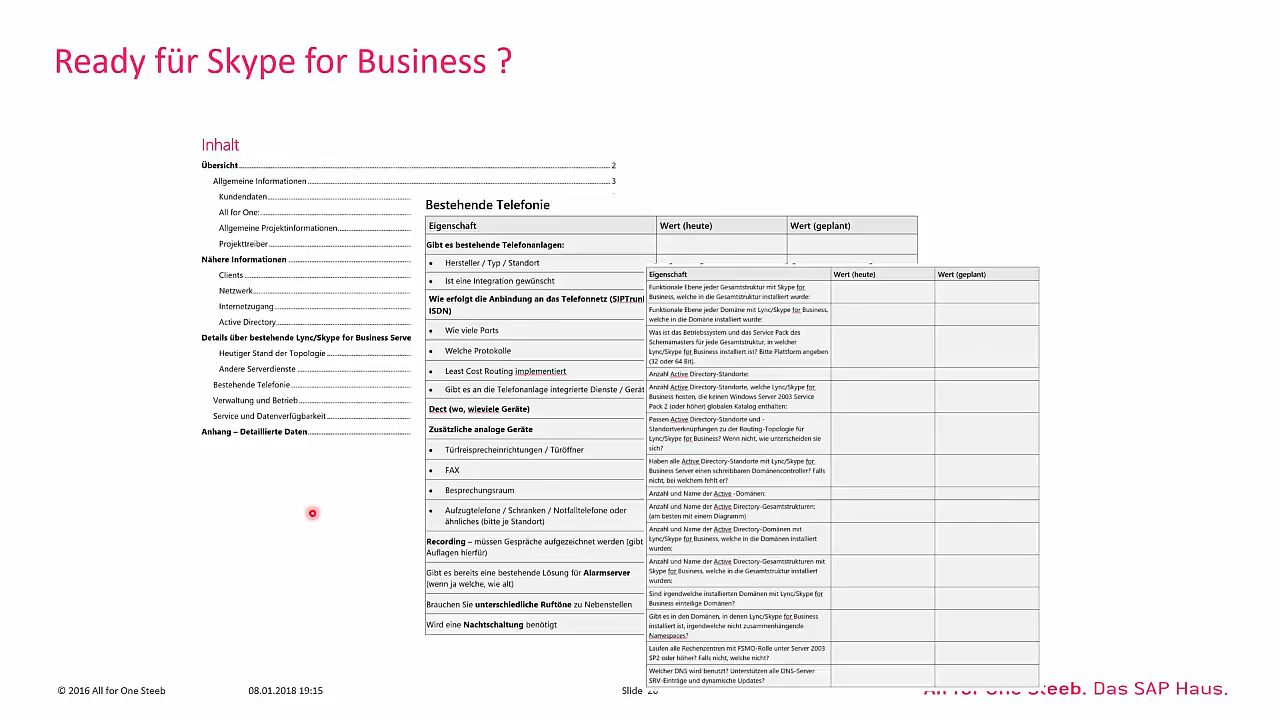 Ready für Skype for Business ?
Inhalt
Übersicht 2
Allgemeine Informationen 3
Kundendaten
All for One:
Allgemeine Projektinformationen
Projekttreiber
Nähere Informationen
Clients
Netzwerk
Internetzugang
Active Directory
Details über bestehende Lync/Skype for Business Serve
Heutiger Stand der Topologie
Andere Serverdienste
Bestehende Telefonie
Verwaltung und Betrieb
Service und Datenverfügbarkeit
Anhang – Detaillierte Daten
Bestehende Telefonie
Eigenschaft Wert (heute) Wert (geplant)
Gibt es bestehende Telefonanlagen:
• Hersteller / Typ / Standort
• Ist eine Integration gewünscht
Wie erfolgt die Anbindung an das Telefonnetz (SIPTrunk
ISDN)
• Wie viele Ports
• Welche Protokolle
• Least Cost Routing implementiert
• Gibt es an die Telefonanlage integrierte Dienste / Gerät
Dect (wo, wieviele Geräte)
Zusätzliche analoge Geräte
• Türfreisprecheinrichtungen / Türöffner
• FAX
• Besprechungsraum
• Aufzugtelefone / Schranken / Notfalltelefone oder
ähnliches (bitte je Standort)
Recording – müssen Gespräche aufgezeichnet werden (gibt
Auflagen hierfür)
Gibt es bereits eine bestehende Lösung für Alarmserver
(wenn ja welche, wie alt)
Brauchen Sie unterschiedliche Ruftöne zu Nebenstellen
Wird eine Nachtschaltung benötigt
Eigenschaft Wert (heute) Wert (geplant)
Funktionale Ebene jeder Gesamtstruktur mit Skype for
Business, welche in die Gesamtstruktur installiert wurde:
Funktionale Ebene jeder Domäne mit Lync/Skype for Business,
welche in die Domäne installiert wurde:
Was ist das Betriebssystem und das Service Pack des
Schemamasters für jede Gesamtstruktur, in welcher
Lync/Skype for Business installiert ist? Bitte Plattform angeben
(32 oder 64 Bit).
Anzahl Active Directory-Standorte:
Anzahl Active Directory-Standorte, welche Lync/Skype for
Business hosten, die keinen Windows Server 2003 Service
Pack 2 (oder höher) globalen Katalog enthalten:
Passen Active Directory-Standorte und -
Standortverknüpfungen zu der Routing-Topologie für
Lync/Skype for Business? Wenn nicht, wie unterscheiden sie
sich?
Haben alle Active Directory-Standorte mit Lync/Skype for
Business Server einen schreibbaren Domänencontroller? Falls
nicht, bei welchem fehlt er?
Anzahl und Name der Active -Domänen:
Anzahl und Name der Active Directory-Gesamtstrukturen:
(am besten mit einem Diagramm)
Anzahl und Name der Active Directory-Domänen mit
Lync/Skype for Business, welche in die Domänen installiert
wurden:
Anzahl und Name der Active Directory-Gesamtstrukturen mit
Skype for Business, welche in die Gesamtstruktur installiert
wurden:
Sind irgendwelche installierten Domänen mit Lync/Skype for
Business einteilige Domänen?
Gibt es in den Domänen, in denen Lync/Skype for Business
installiert ist, irgendwelche nicht zusammenhängende
Namespaces?
Laufen alle Rechenzentren mit FSMO-Rolle unter Server 2003
SP2 oder höher? Falls nicht, welche nicht?
Welcher DNS wird benutzt? Unterstützen alle DNS-Server
SRV-Einträge und dynamische Updates?
© 2016 All for One Steeb 08.01.2018 19:15 Slide 20 All for One Steeb. Das SAP Haus.